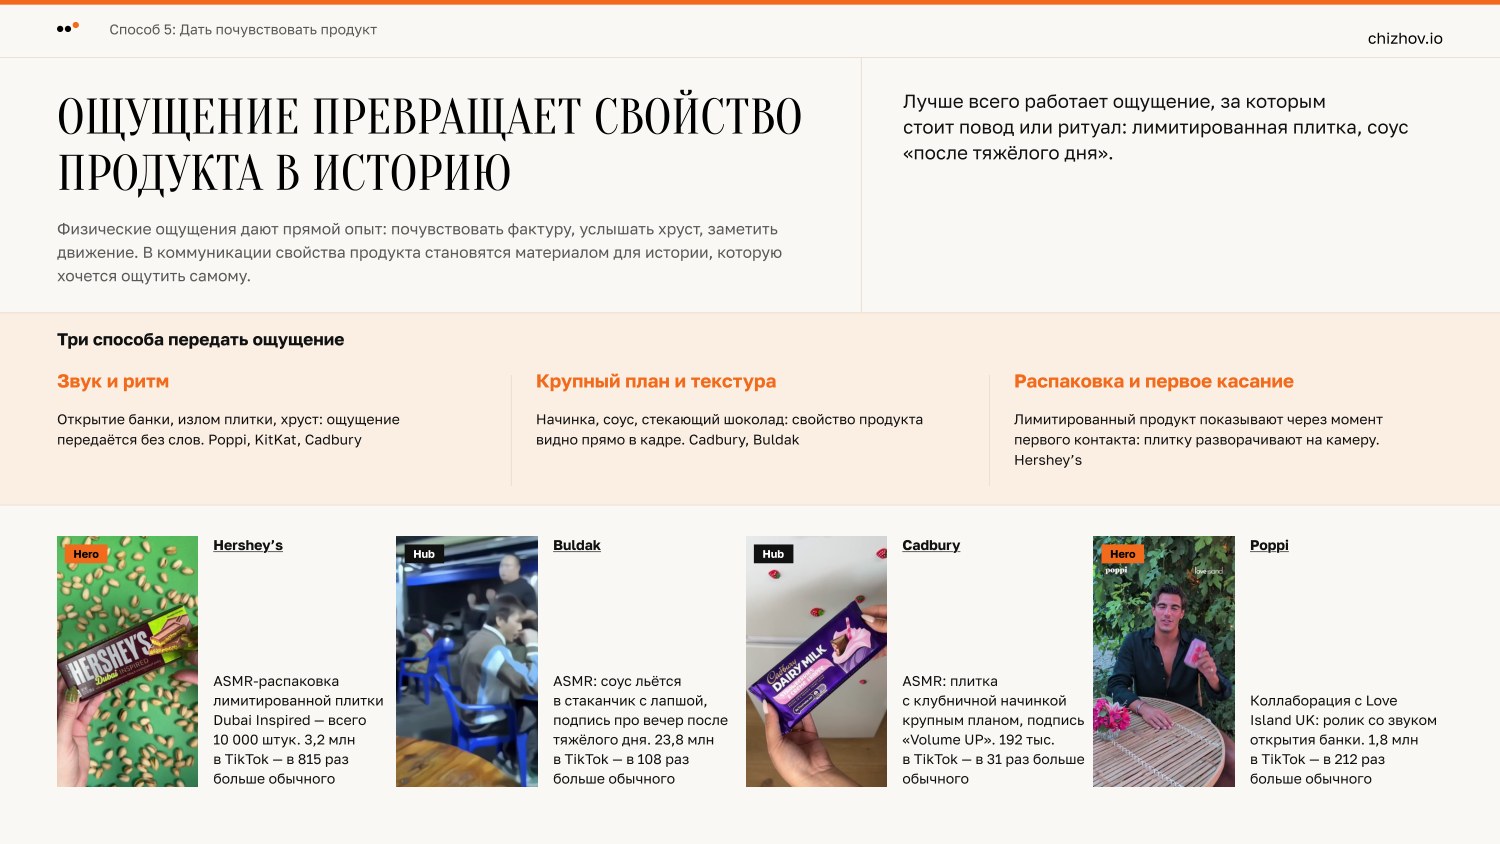 Способ 5: Дать почувствовать продукт
chizhov.io
ОЩУЩЕНИЕ ПРЕВРАЩАЕТ СВОЙСТВО
ПРОДУКТА В ИСТОРИЮ
Физические ощущения дают прямой опыт: почувствовать фактуру, услышать хруст, заметить
движение. В коммуникации свойства продукта становятся материалом для истории, которую
хочется ощутить самому.
Лучше всего работает ощущение, за которым
стоит повод или ритуал: лимитированная плитка, соус
«после тяжёлого дня».
Три способа передать ощущение
Звук и ритм
Открытие банки, излом плитки, хруст: ощущение
передаётся без слов. Poppi, KitKat, Cadbury
Крупный план и текстура
Начинка, соус, стекающий шоколад: свойство продукта
видно прямо в кадре. Cadbury, Buldak
Распаковка и первое касание
Лимитированный продукт показывают через момент
первого контакта: плитку разворачивают на камеру.
Hershey’s
Hero
HERSHEY'S
Dubai INSPIRED
Hershey’s
ASMR-распаковка
лимитированной плитки
Dubai Inspired — всего
10 000 штук. 3,2 млн
в TikTok — в 815 раз
больше обычного
Hub
Buldak
ASMR: соус льётся
в стаканчик с лапшой,
подпись про вечер после
тяжёлого дня. 23,8 млн
в TikTok — в 108 раз
больше обычного
Hub
Cadbury
DAIRY MILK
Cadbury
ASMR: плитка
с клубничной начинкой
крупным планом, подпись
«Volume UP». 192 тыс.
в TikTok — в 31 раз больше
обычного
Hero
poppi
love island
Poppi
Коллаборация с Love
Island UK: ролик со звуком
открытия банки. 1,8 млн
в TikTok — в 212 раз
больше обычного